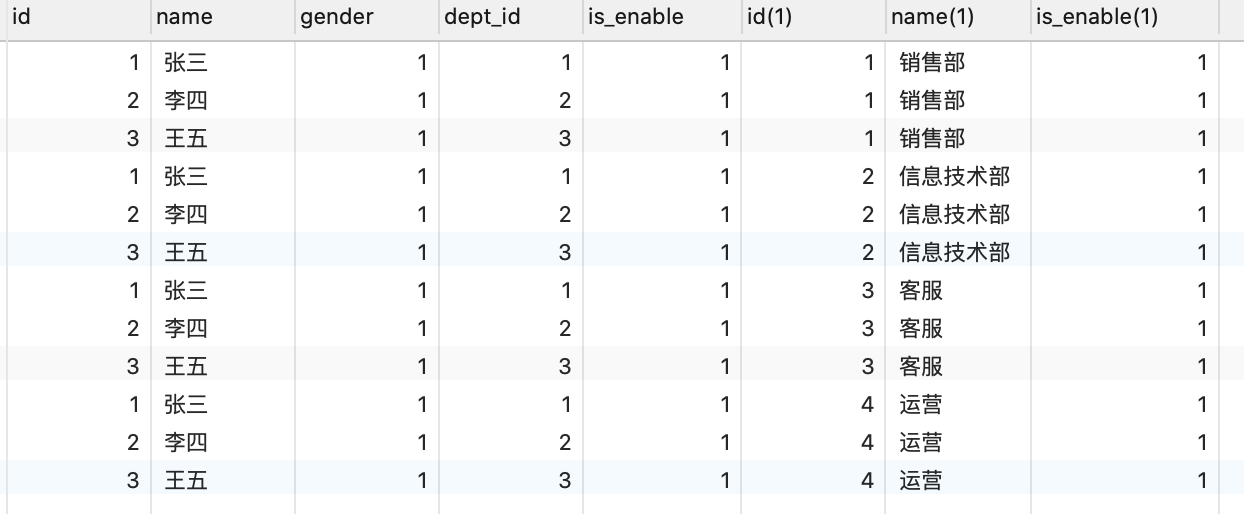 id name gender dept_id is_enable id(1) name(1) is_enable(1)
1 张三 1 1 1 1 销售部 1
2 李四 1 2 1 1 销售部 1
3 王五 1 3 1 1 销售部 1
1 张三 1 1 1 2 信息技术部 1
2 李四 1 2 1 2 信息技术部 1
3 王五 1 3 1 2 信息技术部 1
1 张三 1 1 1 3 客服 1
2 李四 1 2 1 3 客服 1
3 王五 1 3 1 3 客服 1
1 张三 1 1 1 4 运营 1
2 李四 1 2 1 4 运营 1
3 王五 1 3 1 4 运营 1